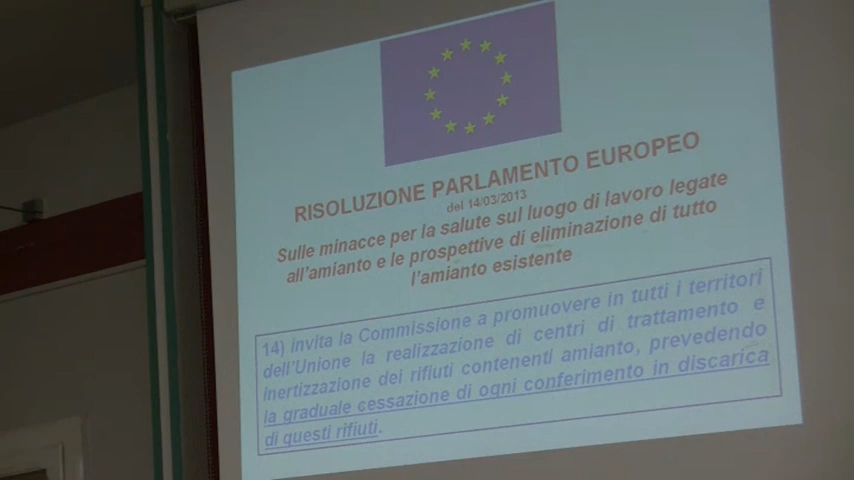 RISOLUZIONE PARLAMENTO EUROPEO
del 14/03/2013
Sulle minacce per la salute sul luogo di lavoro legate
all'amianto e le prospettive di eliminazione di tutto
l'amianto esistente
14) invita la Commissione a promuovere in tutti i territori
dell'Unione la realizzazione di centri di trattamento e
inertizzazione dei rifiuti contenenti amianto, prevedendo
la graduale cessazione di ogni conferimento in discarica
di questi rifiuti.